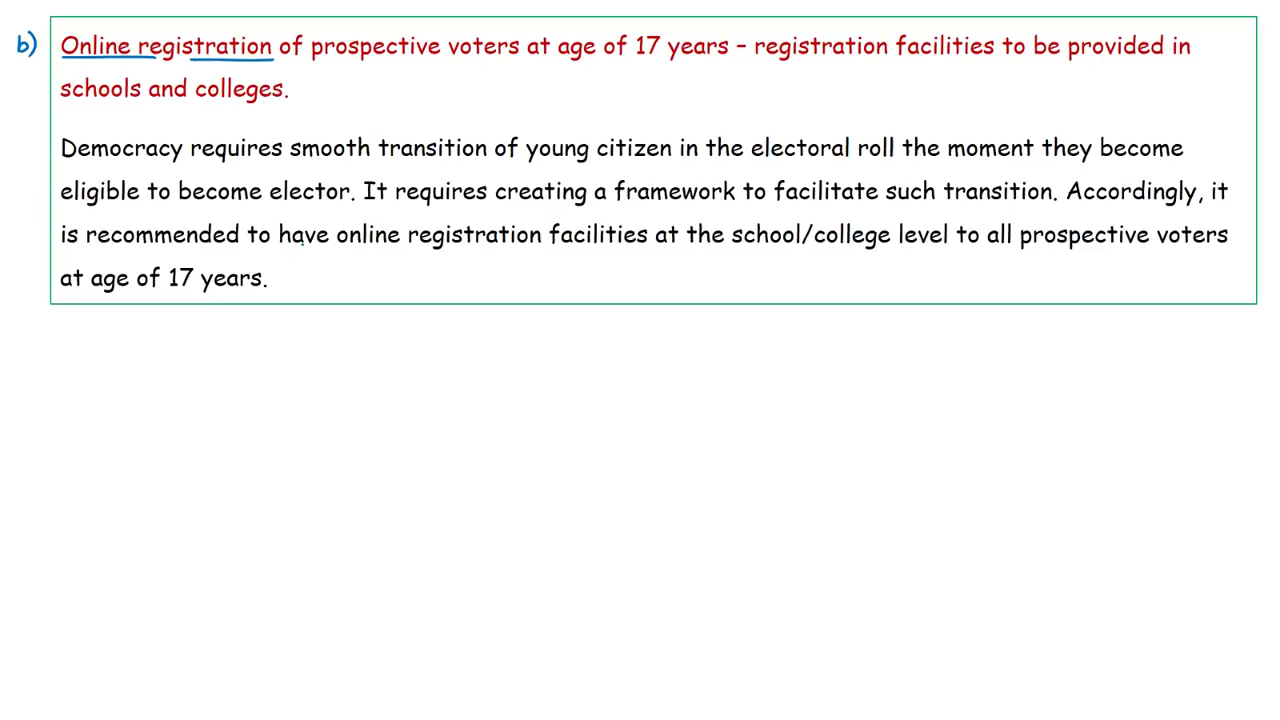 b) Online registration of prospective voters at age of 17 years – registration facilities to be provided in
schools and colleges.
Democracy requires smooth transition of young citizen in the electoral roll the moment they become
eligible to become elector. It requires creating a framework to facilitate such transition. Accordingly, it
is recommended to have online registration facilities at the school/college level to all prospective voters
at age of 17 years.